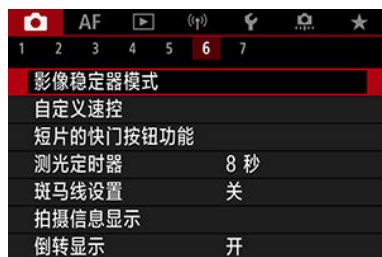 AF
1 2 3 4 5 6 7
影像稳定器模式
自定义速控
短片的快门按钮功能
测光定时器 8 秒
斑马线设置 关
拍摄信息显示
倒转显示 开